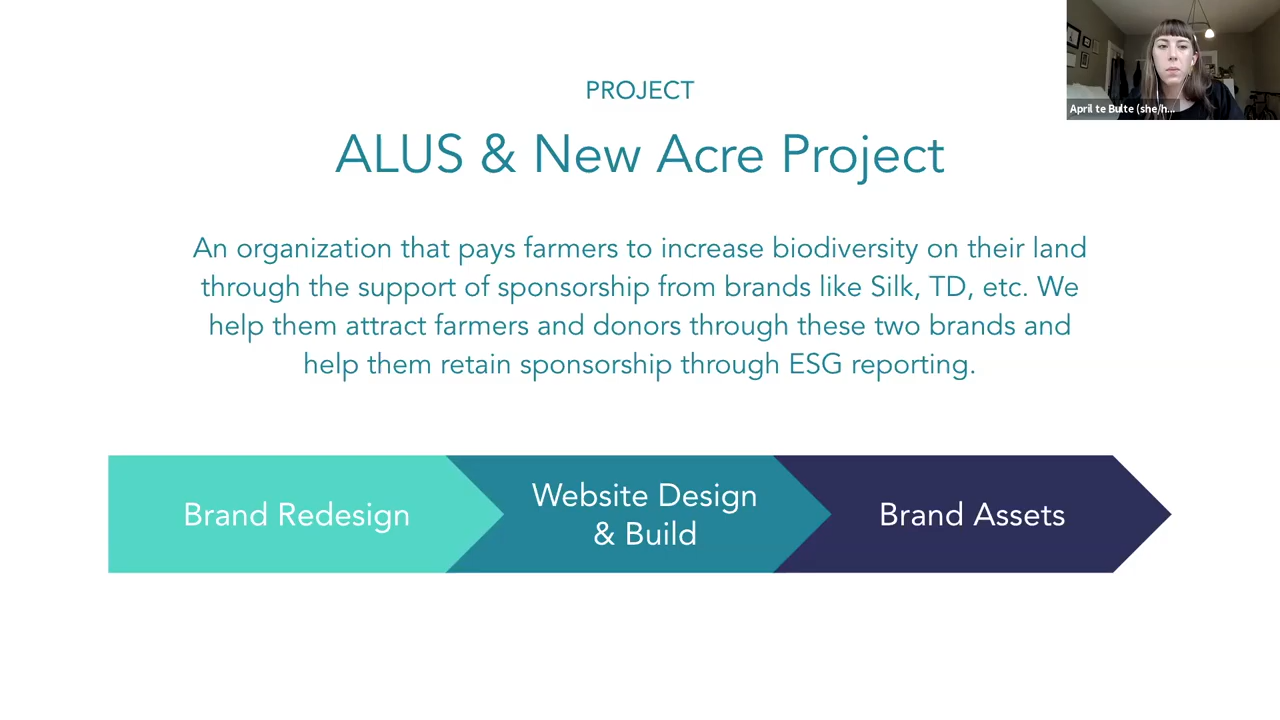 PROJECT
ALUS & New Acre Project
An organization that pays farmers to increase biodiversity on their land
through the support of sponsorship from brands like Silk, TD, etc. We
help them attract farmers and donors through these two brands and
help them retain sponsorship through ESG reporting.
Brand Redesign
Website Design
& Build
Brand Assets
April te Bulte (she/h...